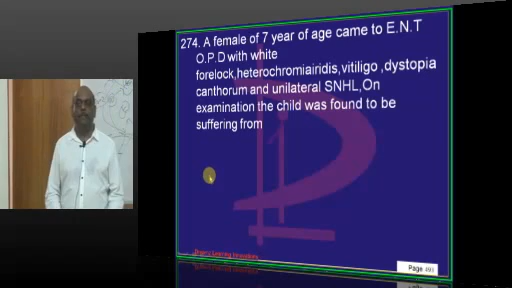 274. A female of 7 year of age came to E.N.T
O.P.D with white
forelock,heterochromiairidis,vitiligo ,dystopia
canthorum and unilateral SNHL,On
examination the child was found to be
suffering from
Page